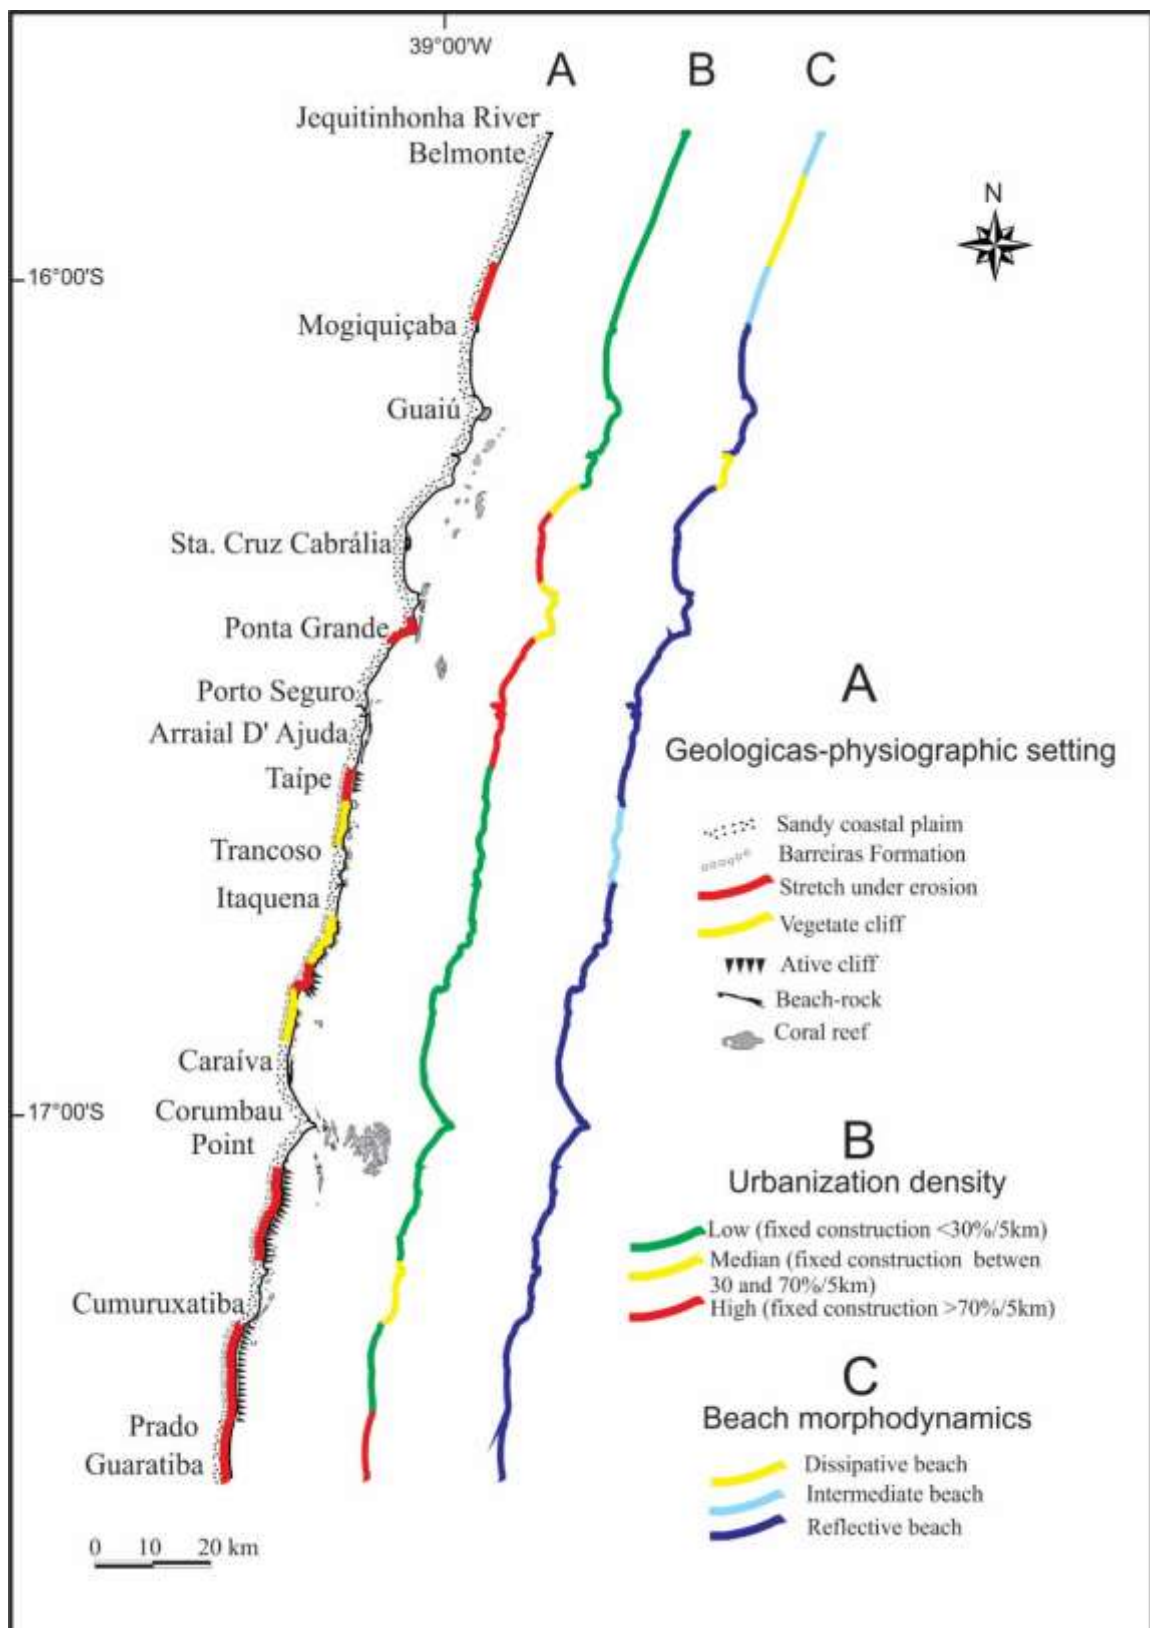 39°00'W
A
B
C
Jequitinhonha River
Belmonte
N
16°00'S
Mogiquiçaba
Guaiú
Sta. Cruz Cabrália
Ponta Grande
Porto Seguro
Arraial D' Ajuda
Taípe
Trancoso
Itaquena
Caraíva
17°00'S
Corumbau
Point
Cumuruxatiba
Prado
Guaratiba
0 10 20 km
A
Geologicas-physiographic setting
Sandy coastal plaim
Barreiras Formation
Stretch under erosion
Vegetate cliff
Ative cliff
Beach-rock
Coral reef
B
Urbanization density
Low (fixed construction <30%/5km)
Median (fixed construction betwen
30 and 70%/5km)
High (fixed construction >70%/5km)
C
Beach morphodynamics
Dissipative beach
Intermediate beach
Reflective beach